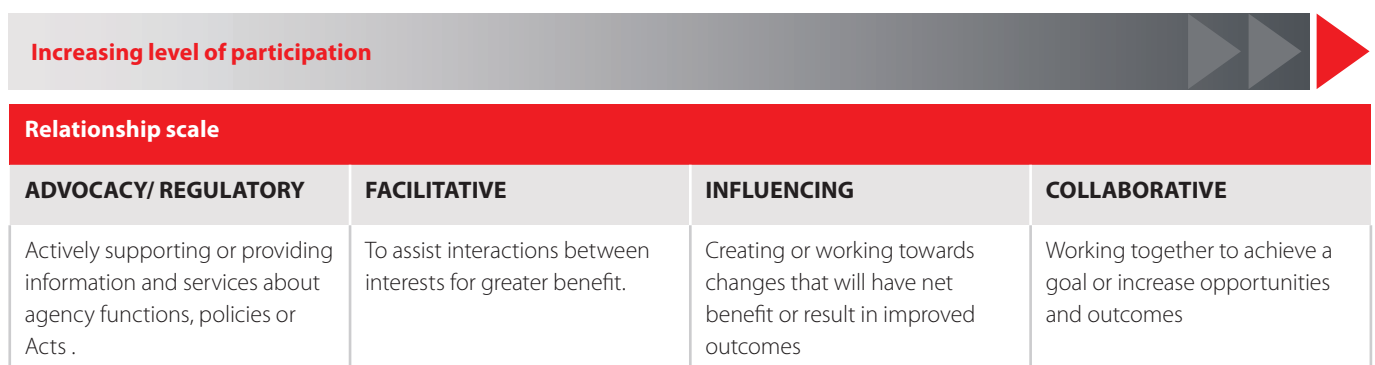 Increasing level of participation
Relationship scale
ADVOCACY/ REGULATORY
FACILITATIVE
INFLUENCING
COLLABORATIVE
Actively supporting or providing
information and services about
agency functions, policies or
Acts .
To assist interactions between
interests for greater benefit.
Creating or working towards
changes that will have net
benefit or result in improved
outcomes
Working together to achieve a
goal or increase opportunities
and outcomes